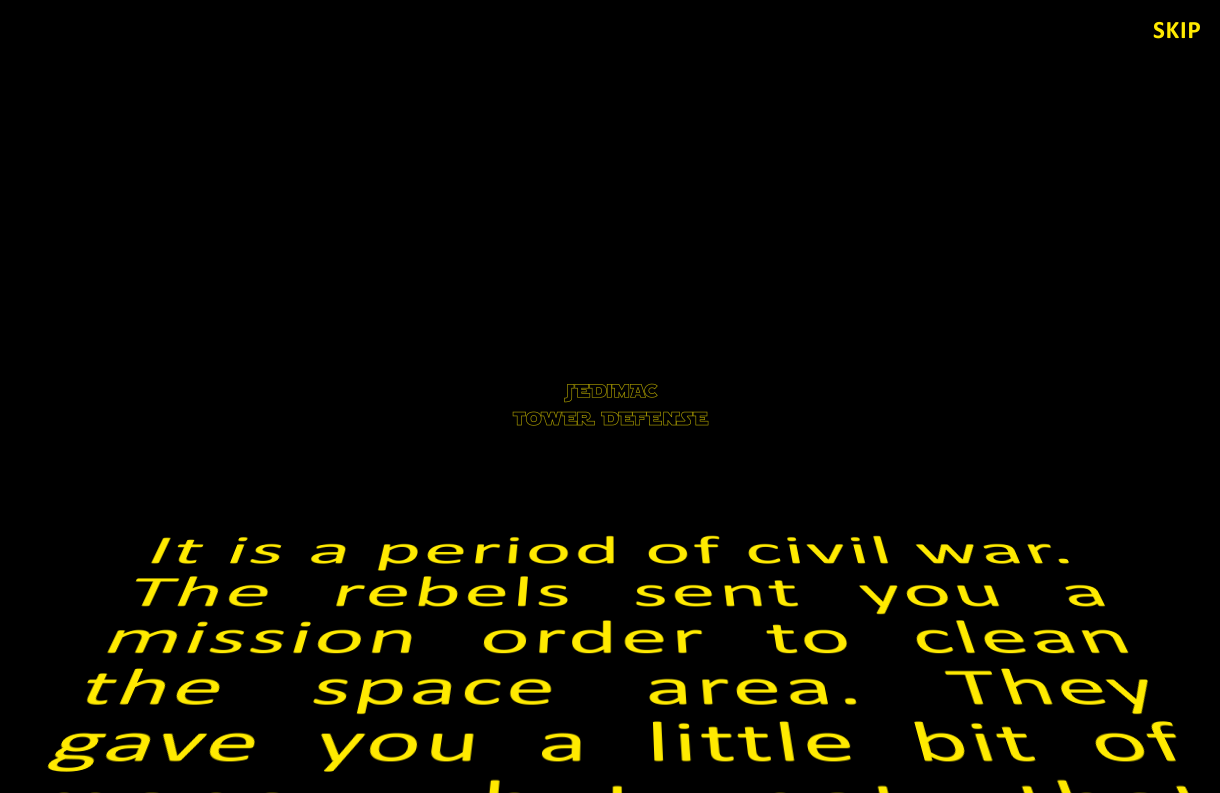 SKIP
JEDIMAC
TOWER DEFENSE
It is a period of civil war.
The rebels sent you a
mission order to clean
the space area. They
gave you a little bit of